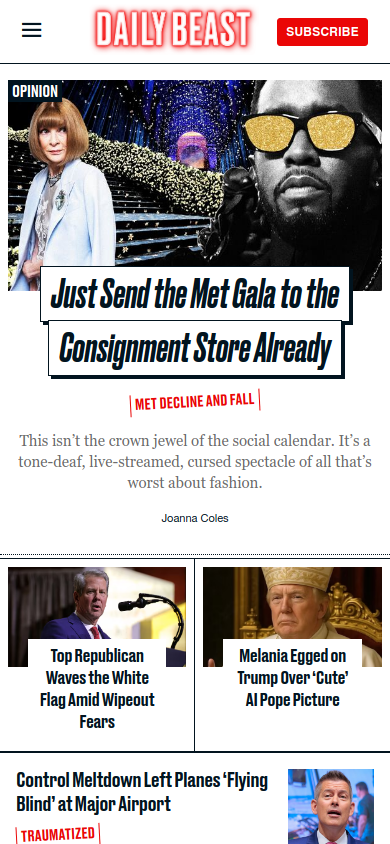 DAILY BEAST
SUBSCRIBE
OPINION
Just Send the Met Gala to the
Consignment Store Already
MET DECLINE AND FALL
This isn’t the crown jewel of the social calendar. It’s a
tone-deaf, live-streamed, cursed spectacle of all that’s
worst about fashion.
Joanna Coles
Top Republican
Waves the White
Flag Amid Wipeout
Fears
Melania Egged on
Trump Over ‘Cute’
AI Pope Picture
Control Meltdown Left Planes ‘Flying
Blind’ at Major Airport
TRAUMATIZED